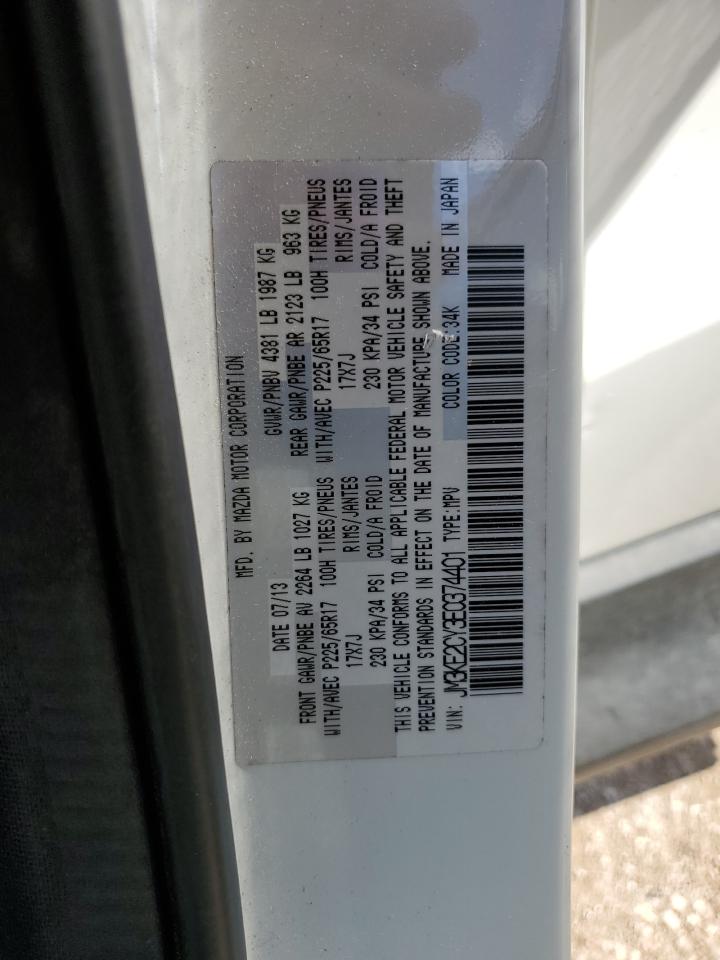 MFD. BY MAZDA MOTOR CORPORATION
DATE 07/13 GVWR/PNBV 4381 LB 1987 KG
FRONT GAWR/PNBE AV 2264 LB 1027 KG REAR GAWR/PNBE AR 2123 LB 963 KG
WITH/AVEC P225/65R17 100H TIRES/PNEUS WITH/AVEC P225/65R17 100H TIRES/PNEUS
17X7J RIMS/JANTES 17X7J RIMS/JANTES
230 KPA/34 PSI COLD/A FROID 230 KPA/34 PSI COLD/A FROID
THIS VEHICLE CONFORMS TO ALL APPLICABLE FEDERAL MOTOR VEHICLE SAFETY AND THEFT
PREVENTION STANDARDS IN EFFECT ON THE DATE OF MANUFACTURE SHOWN ABOVE.
VIN: JM3KE2CY3E0374401 TYPE:MPV COLOR CODE:34K MADE IN JAPAN